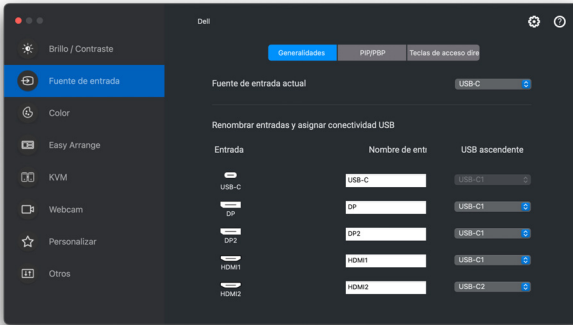 Dell
Brillo / Contraste
Fuente de entrada
Color
Easy Arrange
KVM
Webcam
Personalizar
Otros
Generalidades PIP/PBP Teclas de acceso dire
Fuente de entrada actual USB-C
Renombrar entradas y asignar conectividad USB
Entrada Nombre de enti USB ascendente
USB-C USB-C USB-C1
DP DP USB-C1
DP2 DP2 USB-C1
HDMI1 HDMI1 USB-C1
HDMI2 HDMI2 USB-C2